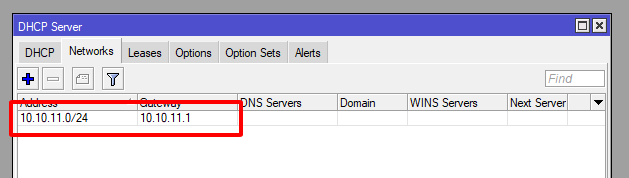 DHCP Server
DHCP Networks Leases Options Option Sets Alerts
Find
Address Gateway DNS Servers Domain WINS Servers Next Server
10.10.11.0/24 10.10.11.1